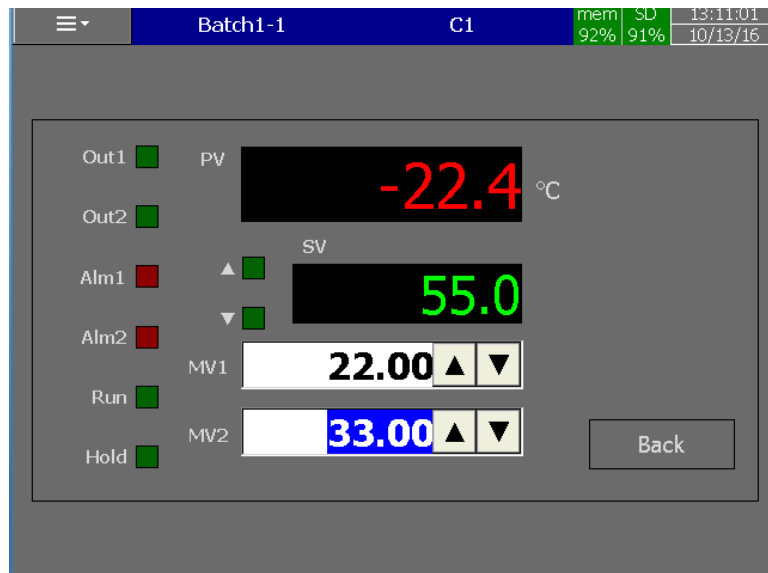 Batch1-1 C1 mem SD 13:11:01
92% 91% 10/13/16
Out1 PV -22.4 °C
Out2
SV
Alm1 ▲ 55.0
Alm2 ▼
MV1 22.00 ▲ ▼
Run
MV2 33.00 ▲ ▼ Back
Hold